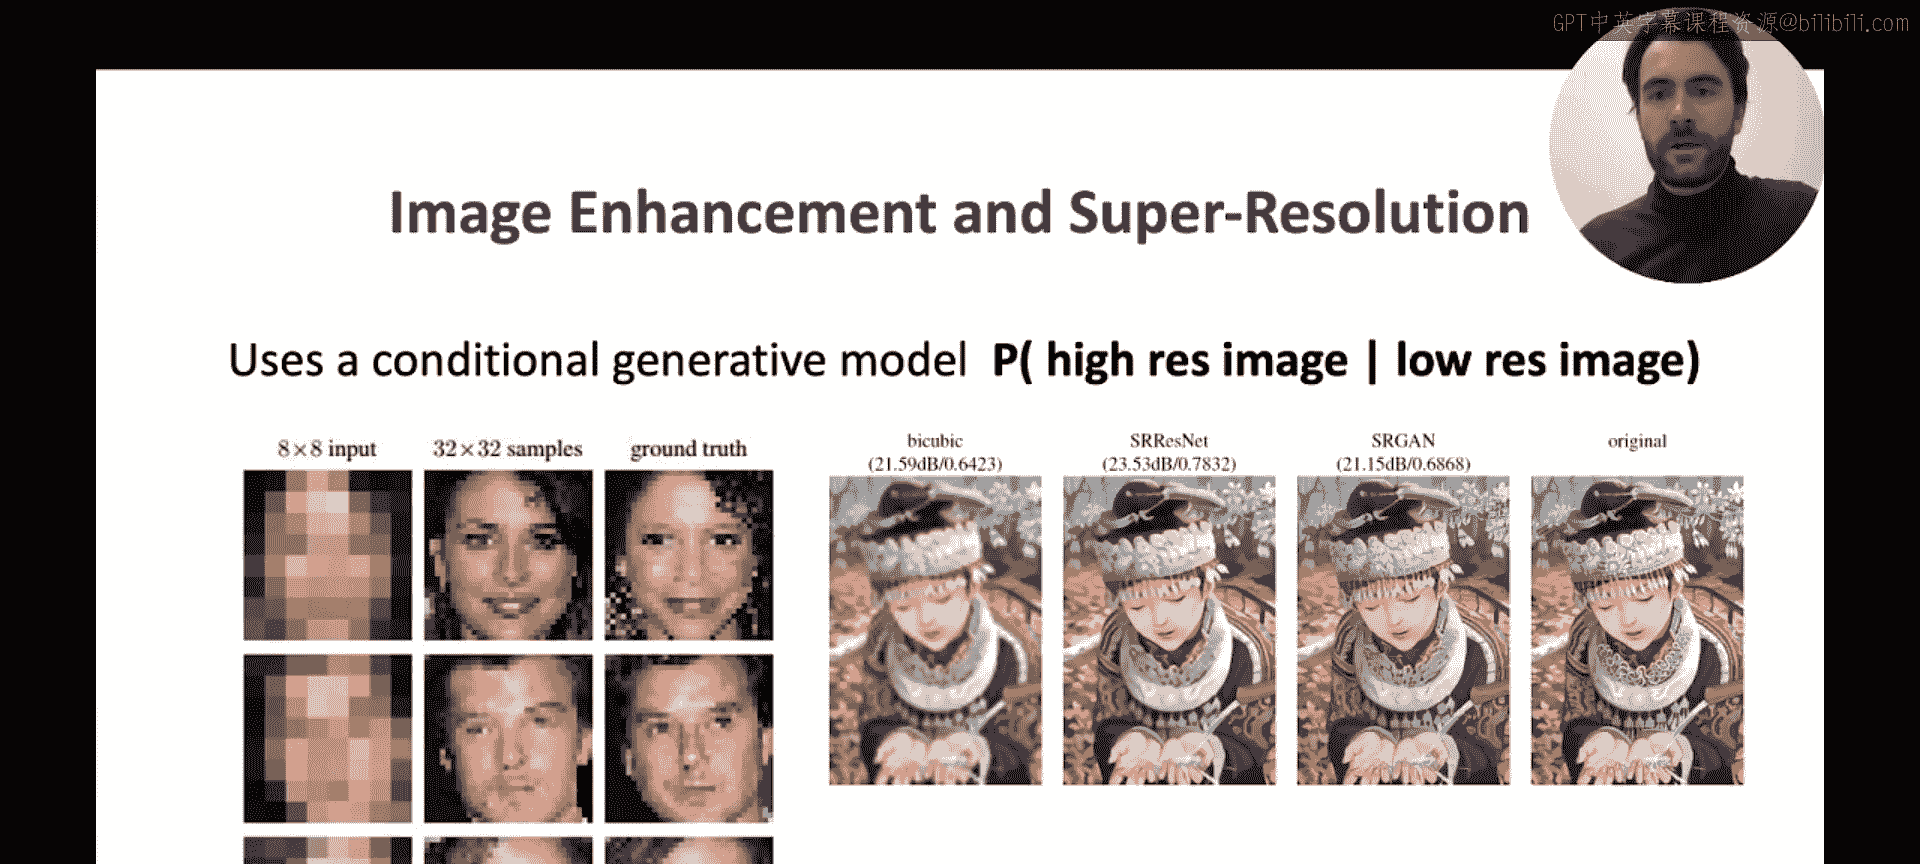 GPT中英字幕课程资源@bilibili.com
Image Enhancement and Super-Resolution
Uses a conditional generative model P( high res image | low res image)
8×8 input 32×32 samples ground truth
bicubic SRResNet SRGAN original
(21.59dB/0.6423) (23.53dB/0.7832) (21.15dB/0.6868)